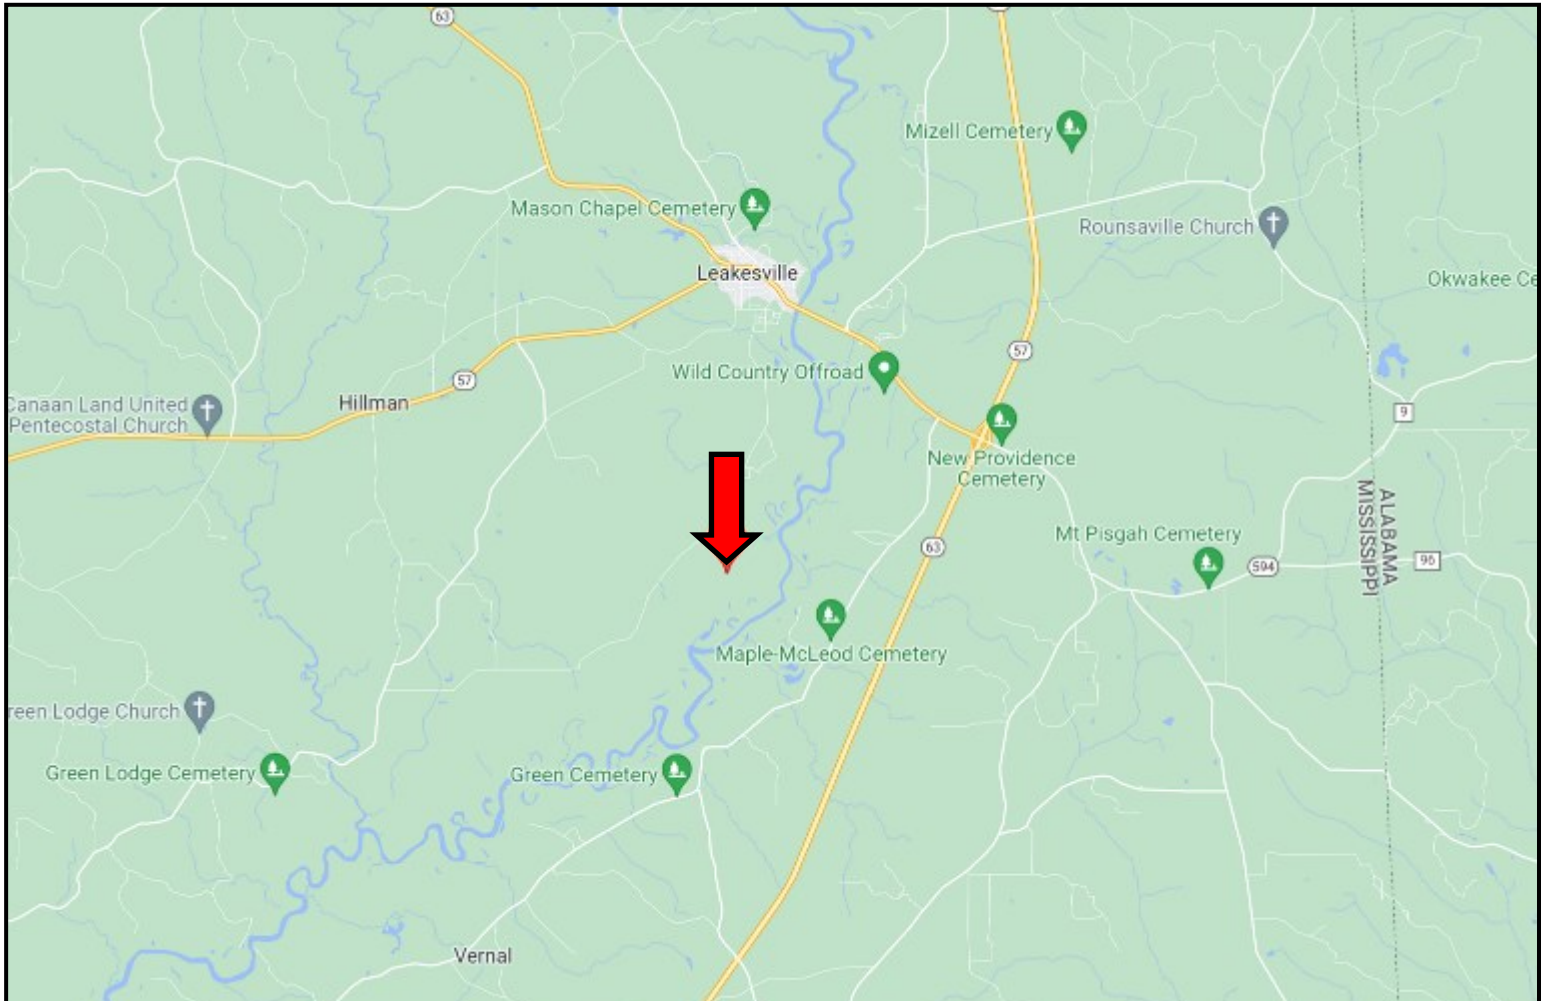 63
Mizell Cemetery
Mason Chapel Cemetery
Rounsaville Church
Leakesville
Okwakee Ce
57
Wild Country Offroad
57
Hillman
Canaan Land United
Pentecostal Church
9
New Providence
Cemetery
ALABAMA
MISSISSIPPI
Mt Pisgah Cemetery
63
594
96
Maple-McLeod Cemetery
reen Lodge Church
Green Lodge Cemetery
Green Cemetery
Vernal